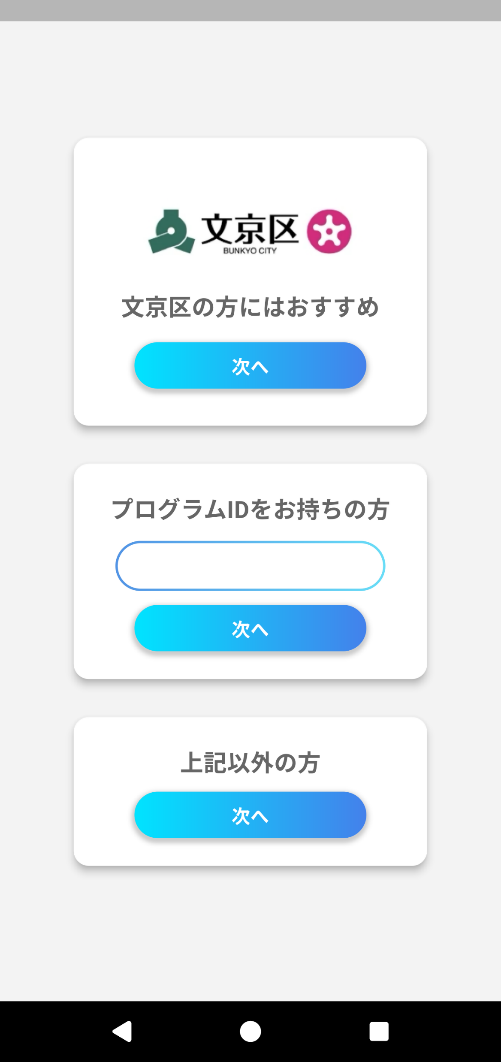 文京区
BUNKYO CITY
文京区の方にはおすすめ
次へ
プログラムIDをお持ちの方
次へ
上記以外の方
次へ